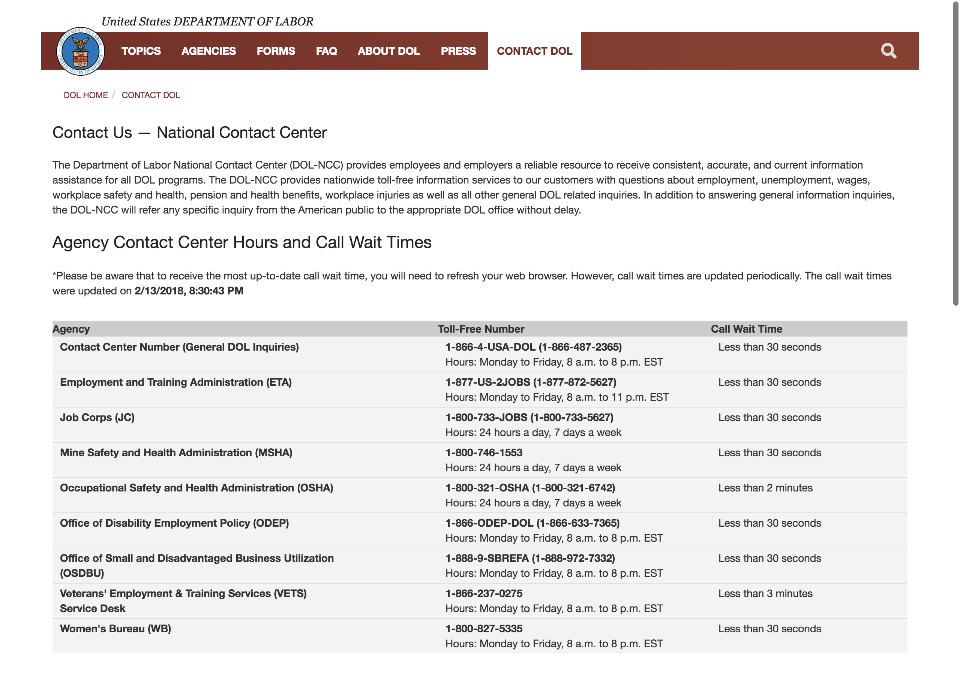 United States DEPARTMENT OF LABOR
TOPICS AGENCIES FORMS FAQ ABOUT DOL PRESS CONTACT DOL
DOL HOME / CONTACT DOL
Contact Us — National Contact Center
The Department of Labor National Contact Center (DOL-NCC) provides employees and employers a reliable resource to receive consistent, accurate, and current information
assistance for all DOL programs. The DOL-NCC provides nationwide toll-free information services to our customers with questions about employment, unemployment, wages,
workplace safety and health, pension and health benefits, workplace injuries as well as all other general DOL related inquiries. In addition to answering general information inquiries,
the DOL-NCC will refer any specific inquiry from the American public to the appropriate DOL office without delay.
Agency Contact Center Hours and Call Wait Times
*Please be aware that to receive the most up-to-date call wait time, you will need to refresh your web browser. However, call wait times are updated periodically. The call wait times
were updated on 2/13/2018, 8:30:43 PM
Agency Toll-Free Number Call Wait Time
Contact Center Number (General DOL Inquiries) 1-866-4-USA-DOL (1-866-487-2365) Less than 30 seconds
Hours: Monday to Friday, 8 a.m. to 8 p.m. EST
Employment and Training Administration (ETA) 1-877-US-2JOBS (1-877-872-5627) Less than 30 seconds
Hours: Monday to Friday, 8 a.m. to 11 p.m. EST
Job Corps (JC) 1-800-733-JOBS (1-800-733-5627) Less than 30 seconds
Hours: 24 hours a day, 7 days a week
Mine Safety and Health Administration (MSHA) 1-800-746-1553 Less than 30 seconds
Hours: 24 hours a day, 7 days a week
Occupational Safety and Health Administration (OSHA) 1-800-321-OSHA (1-800-321-6742) Less than 2 minutes
Hours: 24 hours a day, 7 days a week
Office of Disability Employment Policy (ODEP) 1-866-ODEP-DOL (1-866-633-7365) Less than 30 seconds
Hours: Monday to Friday, 8 a.m. to 8 p.m. EST
Office of Small and Disadvantaged Business Utilization 1-888-9-SBREFA (1-888-972-7332) Less than 30 seconds
(OSDBU) Hours: Monday to Friday, 8 a.m. to 8 p.m. EST
Veterans' Employment & Training Services (VETS) 1-866-237-0275 Less than 3 minutes
Service Desk Hours: Monday to Friday, 8 a.m. to 8 p.m. EST
Women's Bureau (WB) 1-800-827-5335 Less than 30 seconds
Hours: Monday to Friday, 8 a.m. to 8 p.m. EST